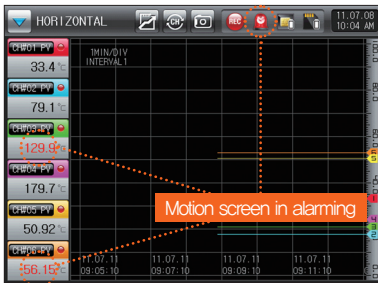 HORIZONTAL
CH
REC
11.07.08
10:04 AM
CH#01 PV
1MIN/DIV
INTERVAL 1
33.4 °C
CH#02 PV
79.1 °C
CH#03 PV
129.9 °C
CH#04 PV
179.7 °C
Motion screen in alarming
CH#05 PV
50.92 °C
CH#06 PV
56.15 °C
11.07.11 11.07.11 11.07.11 11.07.11
09:05:10 09:07:10 09:09:10 09:11:10